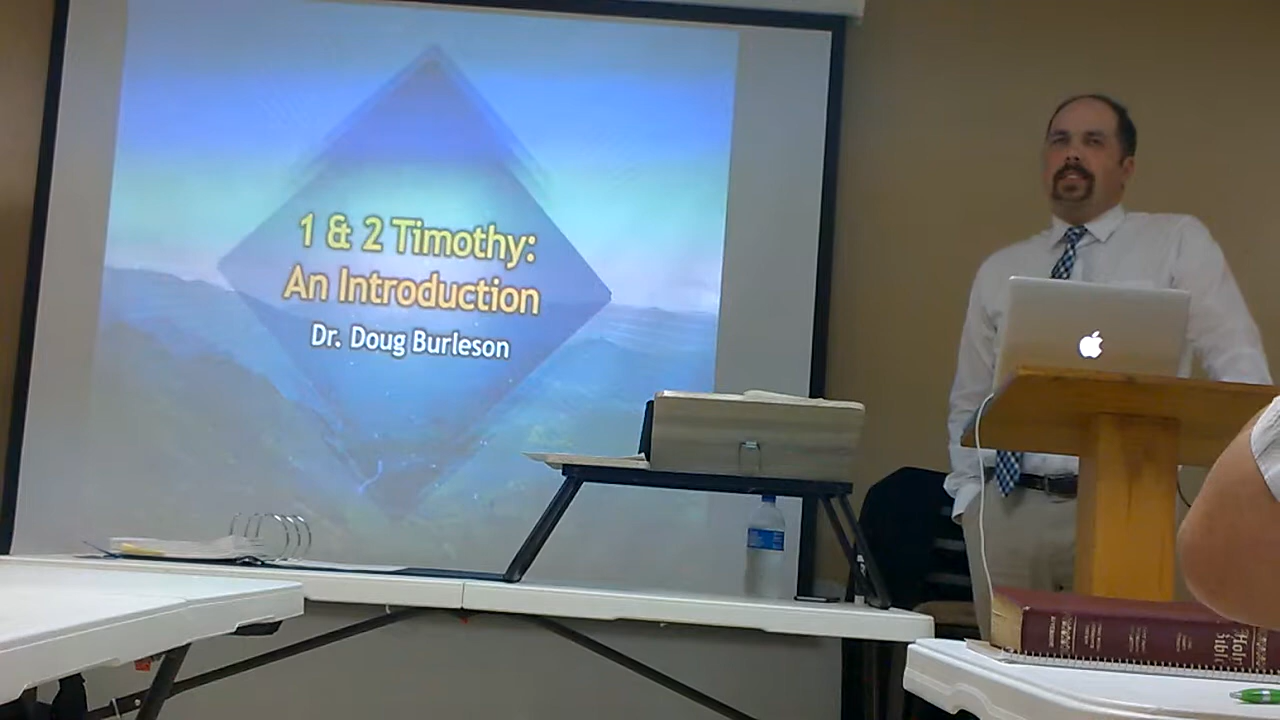 1 & 2 Timothy:
An Introduction
Dr. Doug Burleson
Holy
Bible